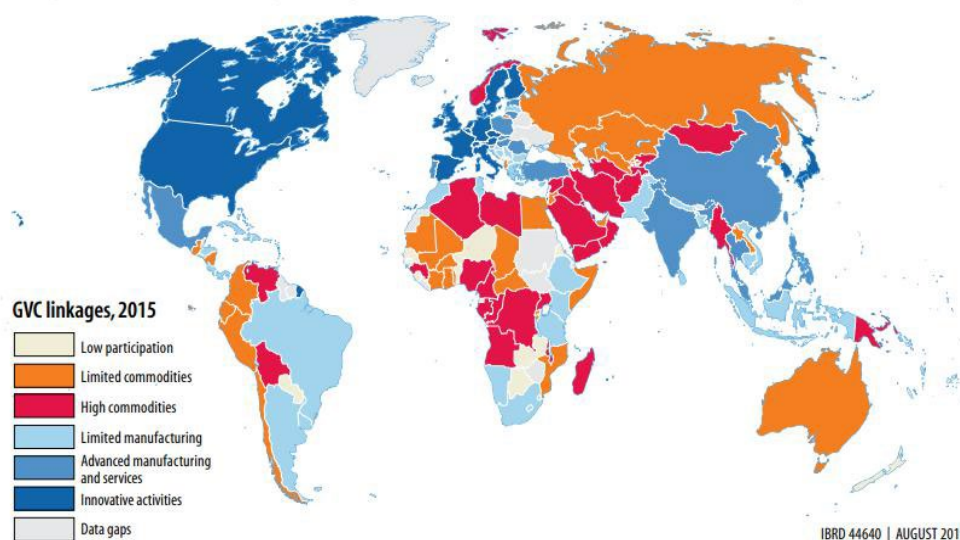 GVC linkages, 2015
Low participation
Limited commodities
High commodities
Limited manufacturing
Advanced manufacturing
and services
Innovative activities
Data gaps
IBRD 44640 | AUGUST 201